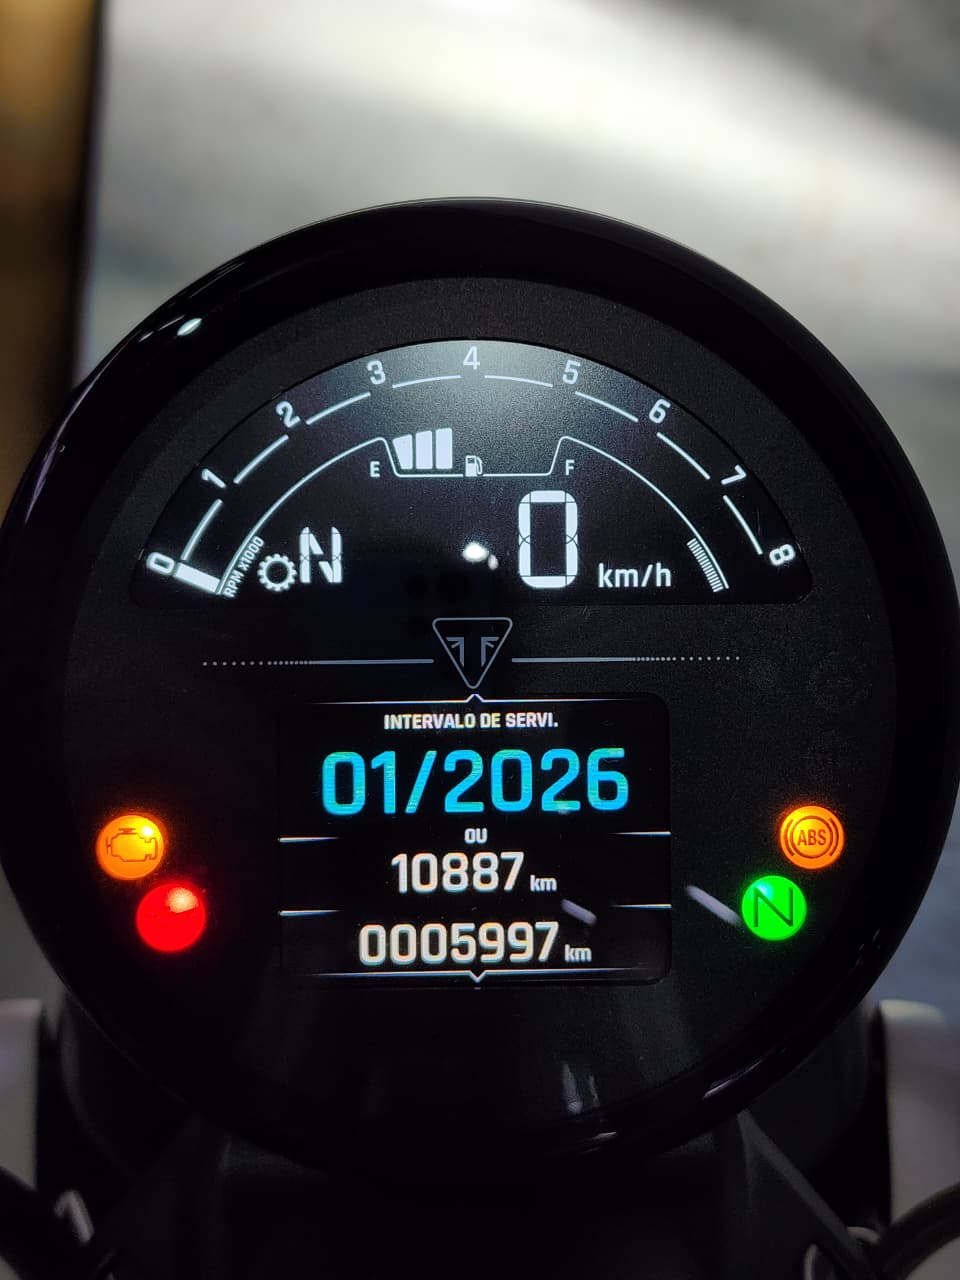 0 1 2 3 4 5 6 7 8
E F
RPM X1000
N 0 km/h
INTERVALO DE SERVI.
01/2026
OU
10887 km
0005997 km
ABS
N